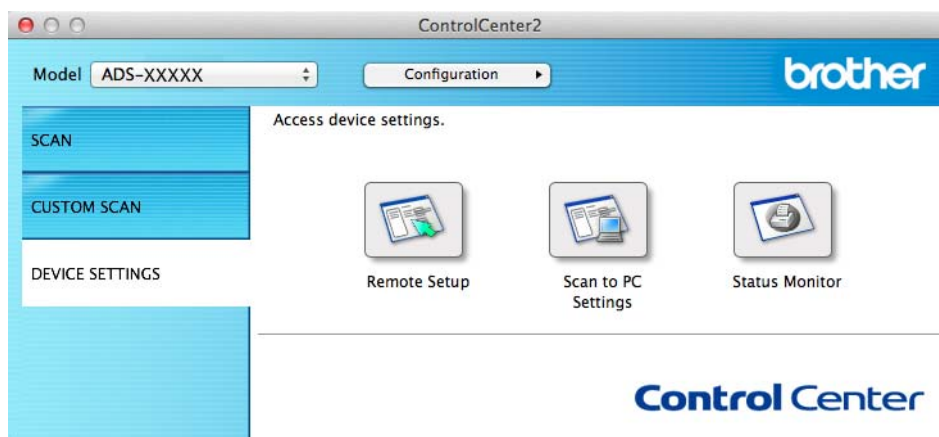 ControlCenter2
Model ADS-XXXXX Configuration brother
SCAN
CUSTOM SCAN
DEVICE SETTINGS
Access device settings.
Remote Setup
Scan to PC
Settings
Status Monitor
Control Center